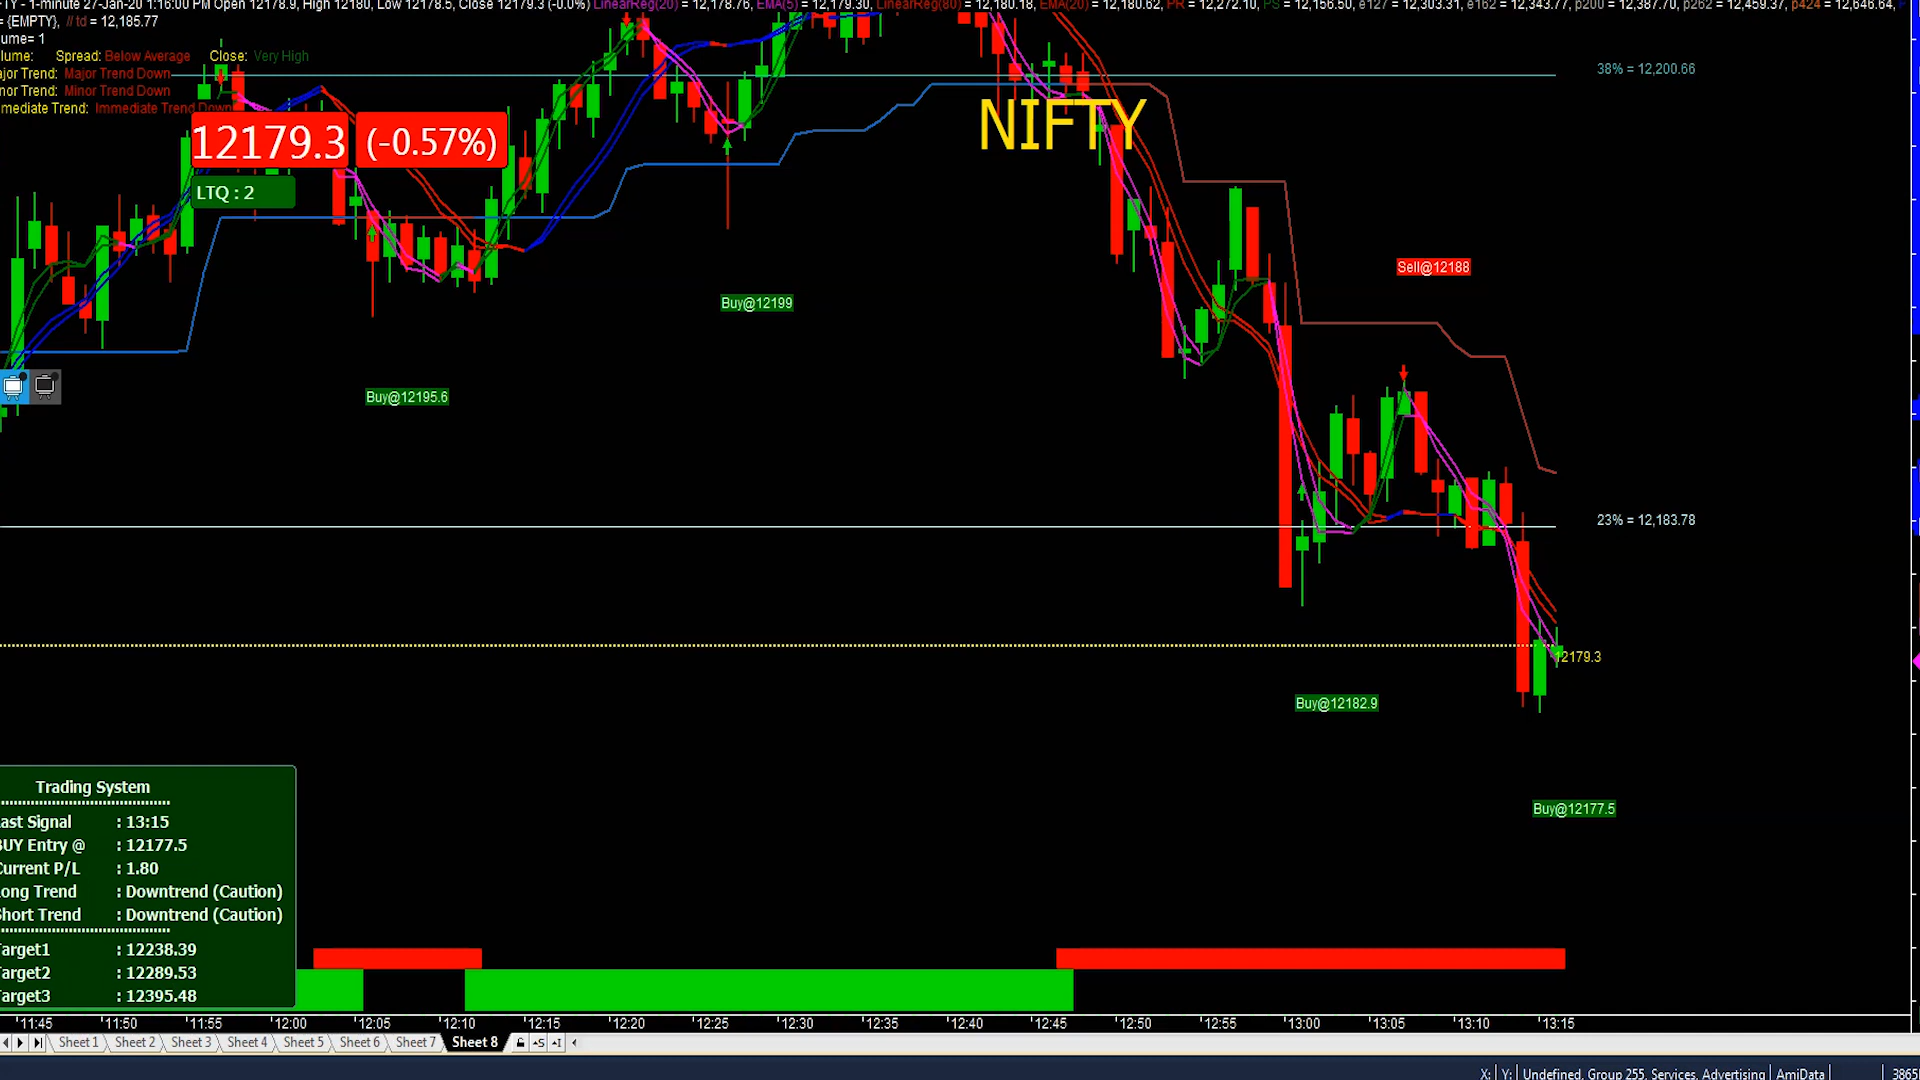 TY - 1-minute 27-Jan-20 1:16:00 PM Open 12178.9, High 12180, Low 12178.5, Close 12179.3 (-0.0%) LinearReg(20) = 12,178.76, EMA(5) = 12,179.30, LinearReg(80) = 12,180.18, EMA(20) = 12,180.62, PR = 12,272.10, PS = 12,156.50, e127 = 12,303.31, e162 = 12,343.77, p200 = 12,387.70, p262 = 12,459.37, p424 = 12,646.64,
= {EMPTY}, // td = 12,185.77
ume= 1
lume: Spread: Below Average Close: Very High
ajor Trend: Major Trend Down
inor Trend: Minor Trend Down
mediate Trend: Immediate Trend Down
38% = 12,200.66
NIFTY
12179.3 (-0.57%)
LTQ : 2
Sell@12188
Buy@12199
Buy@12195.6
23% = 12,183.78
12179.3
Buy@12182.9
Buy@12177.5
Trading System
ast Signal : 13:15
BUY Entry @ : 12177.5
Current P/L : 1.80
ong Trend : Downtrend (Caution)
Short Trend : Downtrend (Caution)
Target1 : 12238.39
Target2 : 12289.53
Target3 : 12395.48
11:45 11:50 11:55 12:00 12:05 12:10 12:15 12:20 12:25 12:30 12:35 12:40 12:45 12:50 12:55 13:00 13:05 13:10 13:15
Sheet 1 Sheet 2 Sheet 3 Sheet 4 Sheet 5 Sheet 6 Sheet 7 Sheet 8
X: Y: Undefined, Group 255, Services, Advertising AmiData 3865